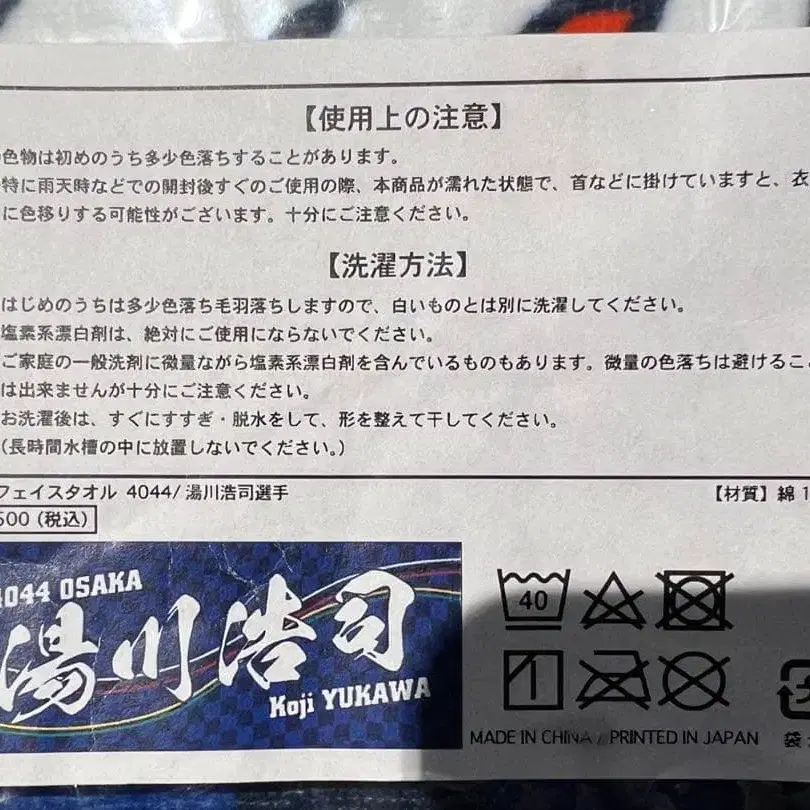 【使用上の注意】
色物は初めのうち多少色落ちすることがあります。
特に雨天時などでの開封後すぐのご使用の際、本商品が濡れた状態で、首などに掛けていますと、衣
に色移りする可能性がございます。十分にご注意ください。
【洗濯方法】
はじめのうちは多少色落ち毛羽落ちしますので、白いものとは別に洗濯してください。
塩素系漂白剤は、絶対にご使用にならないでください。
ご家庭の一般洗剤に微量ながら塩素系漂白剤を含んでいるものもあります。微量の色落ちは避けるこ
は出来ませんが十分にご注意ください。
お洗濯後は、すぐにすすぎ・脱水をして、形を整えて干してください。
(長時間水槽の中に放置しないでください。)
フェイスタオル 4044/湯川浩司選手
【材質】綿 1
500 (税込)
4044 OSAKA
湯川浩司
Koji YUKAWA
40
MADE IN CHINA / PRINTED IN JAPAN
袋